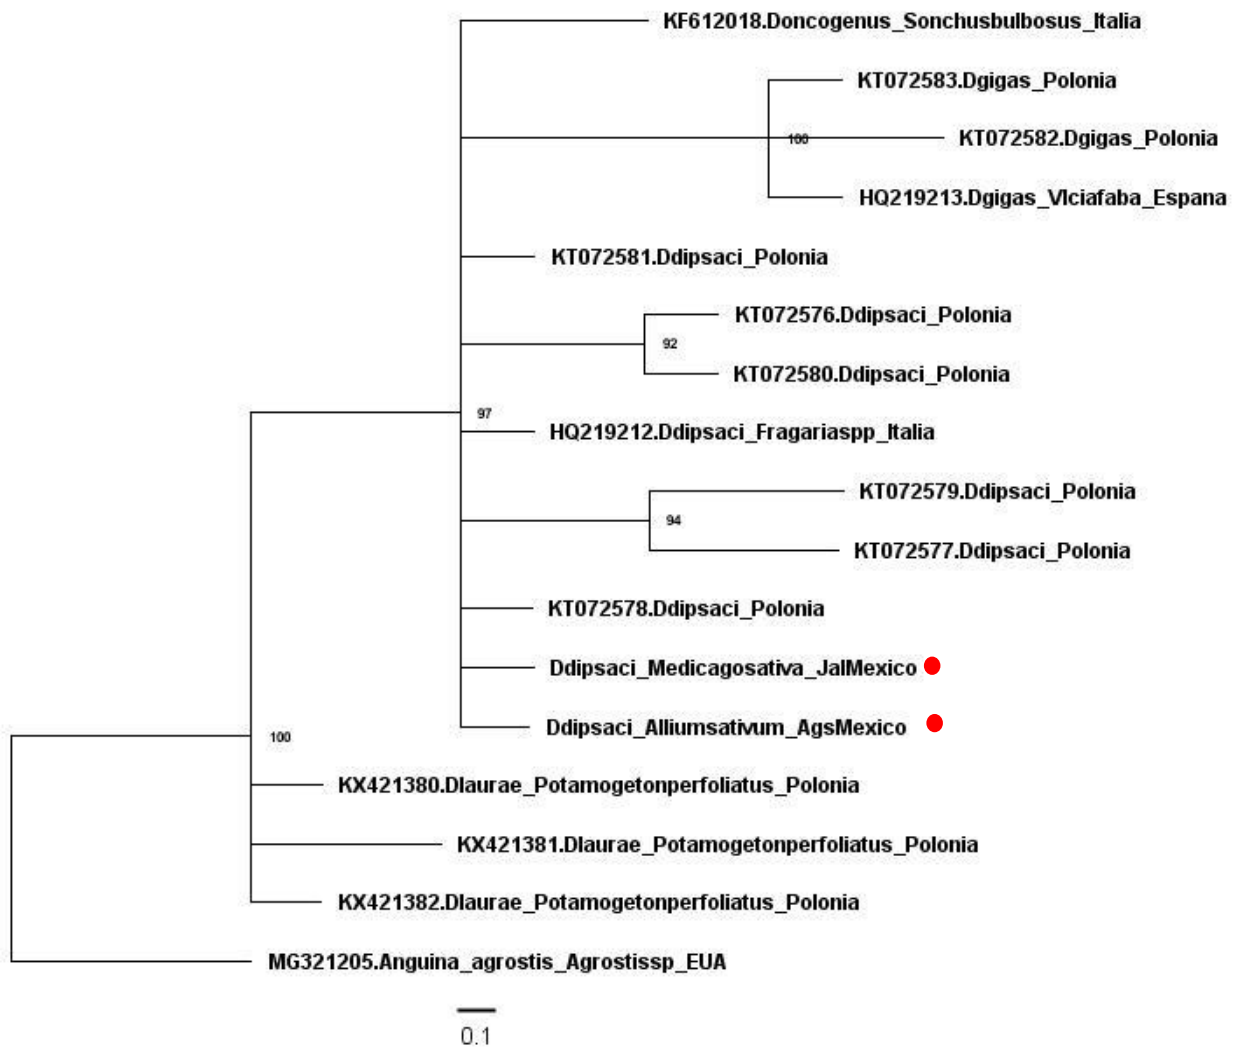 KF612018.Doncogenus_Sonchusbulbosus_Italia
KT072583.Dgigas_Polonia
100
KT072582.Dgigas_Polonia
HQ219213.Dgigas_VIciafaba_Espana
KT072581.Ddipsaci_Polonia
KT072576.Ddipsaci_Polonia
92
KT072580.Ddipsaci_Polonia
97
HQ219212.Ddipsaci_Fragariaspp_Italia
KT072579.Ddipsaci_Polonia
94
KT072577.Ddipsaci_Polonia
KT072578.Ddipsaci_Polonia
Ddipsaci_Medicagosativa_JalMexico
Ddipsaci_Alliumsativum_AgsMexico
100
KX421380.Dlaurae_Potamogetonperfoliatus_Polonia
KX421381.Dlaurae_Potamogetonperfoliatus_Polonia
KX421382.Dlaurae_Potamogetonperfoliatus_Polonia
MG321205.Anguina_agrostis_Agrostissp_EUA
0.1